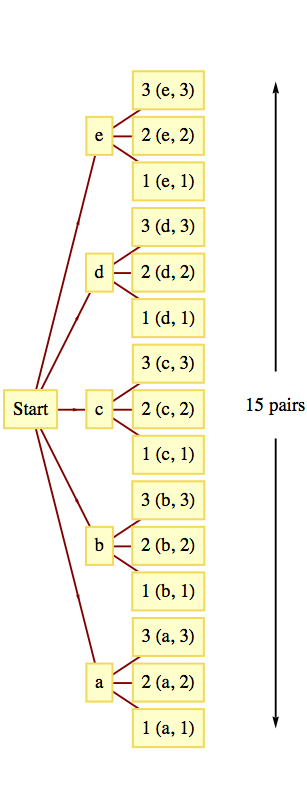 3 (e, 3)
e
2 (e, 2)
1 (e, 1)
3 (d, 3)
d
2 (d, 2)
1 (d, 1)
3 (c, 3)
Start
c
2 (c, 2)
15 pairs
1 (c, 1)
3 (b, 3)
b
2 (b, 2)
1 (b, 1)
3 (a, 3)
a
2 (a, 2)
1 (a, 1)